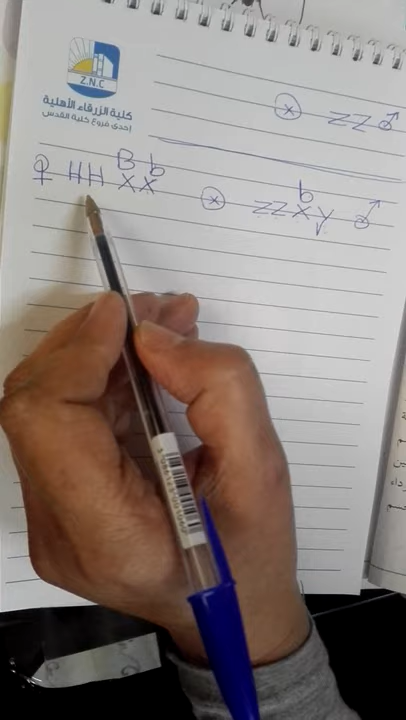 Z.N.C
كلية الزرقاء الأهلية
إحدى فروع كلية القدس
⊗ ZZ ♂
♀ HH X^B X^b ⊗ ZZ X^b y ♂